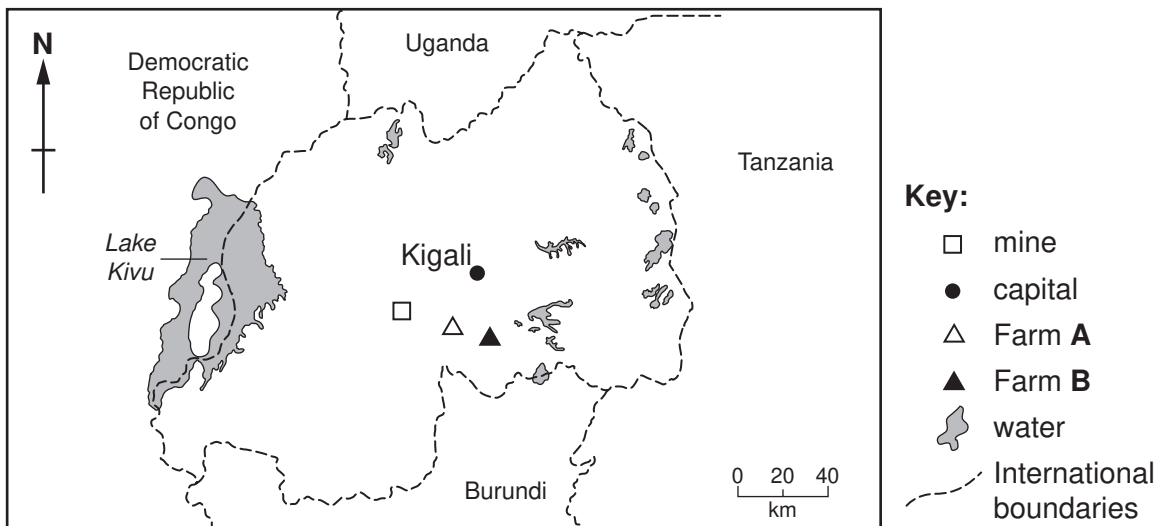 N
Democratic
Republic
of Congo
Uganda
Tanzania
Lake
Kivu
Kigali
Burundi
0 20 40
km
Key:
mine
capital
Farm A
Farm B
water
International
boundaries